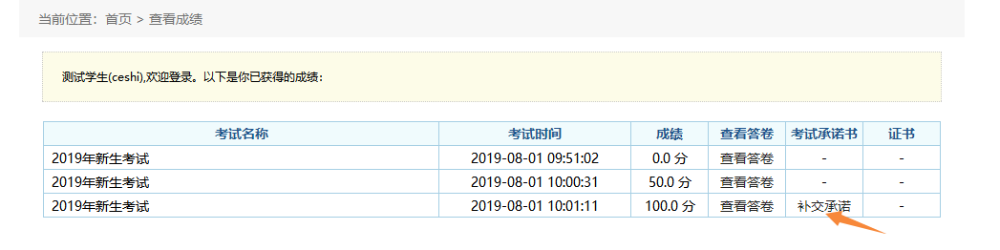 当前位置：首页 > 查看成绩
测试学生(ceshi),欢迎登录。以下是你已获得的成绩：
考试名称 考试时间 成绩 查看答卷 考试承诺书 证书
2019年新生考试 2019-08-01 09:51:02 0.0 分 查看答卷 - -
2019年新生考试 2019-08-01 10:00:31 50.0 分 查看答卷 - -
2019年新生考试 2019-08-01 10:01:11 100.0 分 查看答卷 补交承诺 -